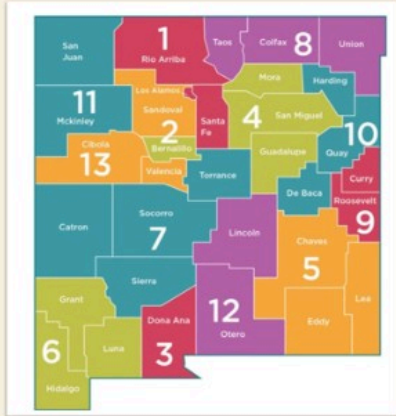 San
Juan
1
Rio Arriba
Taos
Colfax
8
Union
Mora
Harding
Los Alamos
Sandoval
11
Mckinley
2
Santa
Fe
4
San Miguel
10
Cibola
Bernalillo
Guadalupe
Quay
13
Valencia
Torrance
Curry
De Baca
Roosevelt
9
Catron
Socorro
7
Lincoln
Chaves
5
Sierra
Grant
12
Otero
Lea
Dona Ana
3
Eddy
6
Luna
Hidalgo